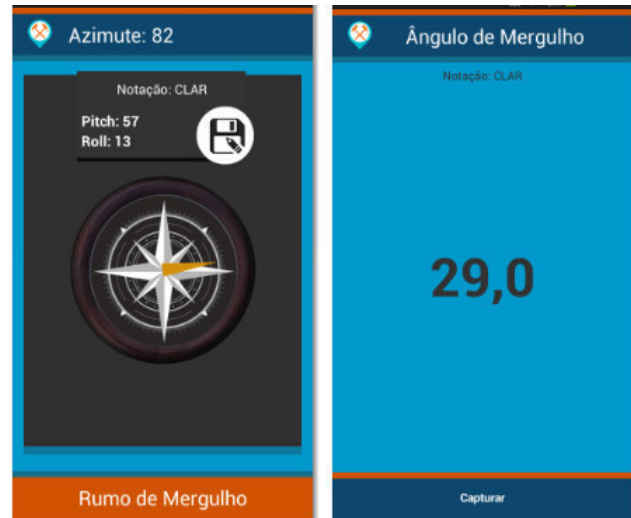 Azimute: 82
Notação: CLAR
Pitch: 57
Roll: 13
Rumo de Mergulho
Ângulo de Mergulho
Notação: CLAR
29,0
Capturar